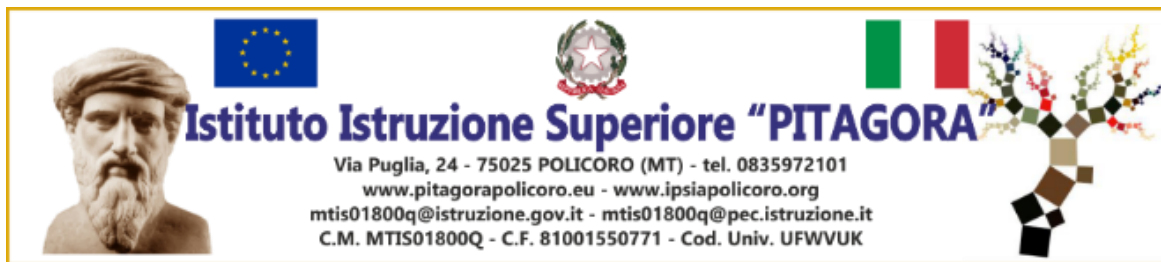 Istituto Istruzione Superiore "PITAGORA"
Via Puglia, 24 - 75025 POLICORO (MT) - tel. 0835972101
www.pitagorapolicoro.eu - www.ipsiapolicoro.org
mtis01800q@istruzione.gov.it - mtis01800q@pec.istruzione.it
C.M. MTIS01800Q - C.F. 81001550771 - Cod. Univ. UFWVUK